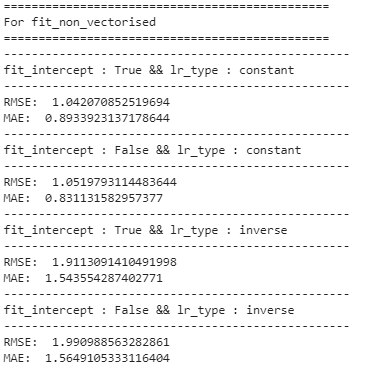 ===============================================
For fit_non_vectorised
===============================================
--------------------------------------------------
fit_intercept : True && lr_type : constant
--------------------------------------------------
RMSE:  1.042070852519694
MAE:  0.8933923137178644
--------------------------------------------------
fit_intercept : False && lr_type : constant
--------------------------------------------------
RMSE:  1.0519793114483644
MAE:  0.831131582957377
--------------------------------------------------
fit_intercept : True && lr_type : inverse
--------------------------------------------------
RMSE:  1.9113091410491998
MAE:  1.543554287402771
--------------------------------------------------
fit_intercept : False && lr_type : inverse
--------------------------------------------------
RMSE:  1.990988563282861
MAE:  1.5649105333116404